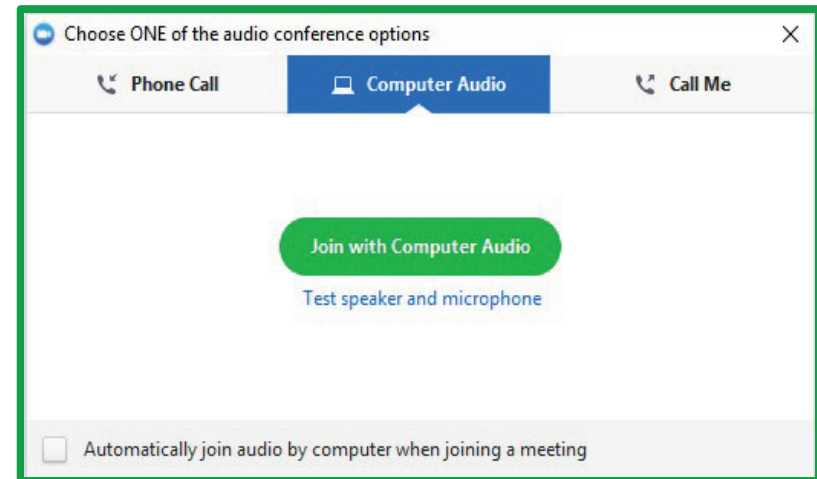 Choose ONE of the audio conference options
Phone Call
Computer Audio
Call Me
Join with Computer Audio
Test speaker and microphone
Automatically join audio by computer when joining a meeting